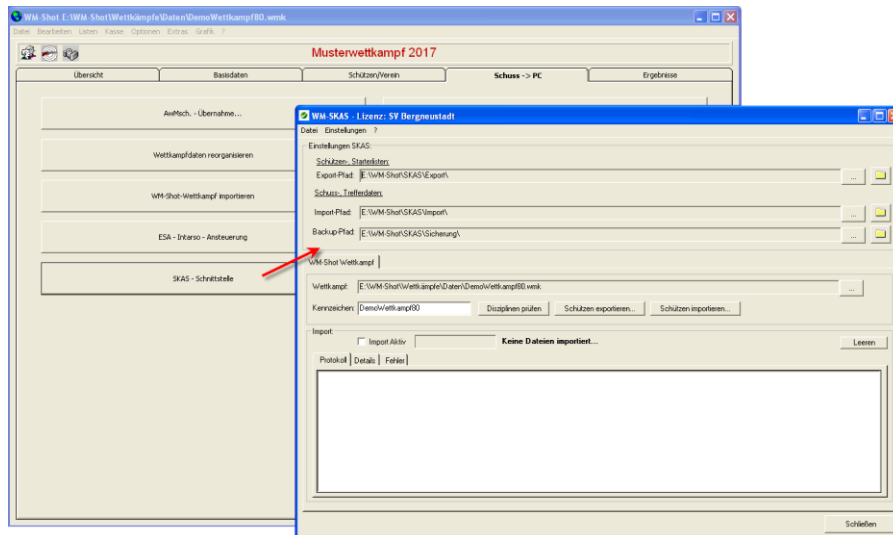 WM-Shot E:\WM-Shot\Wettkämpfe\Daten\DemoWettkampf80.wmk
Datei Bearbeiten Listen Kasse Optionen Extras Grafik ?
Musterwettkampf 2017
Übersicht Basisdaten Schützen/Verein Schuss -> PC Ergebnisse
AwMsch. - Übernahme...
Wettkampfdaten reorganisieren
WM-Shot-Wettkampf importieren
ESA - Intarso - Ansteuerung
SKAS - Schnittstelle
WM-SKAS - Lizenz: SV Bergneustadt
Datei Einstellungen ?
Einstellungen SKAS:
Schützen-, Starterlisten:
Export-Pfad: E:\WM-Shot\SKAS\Export\ ...
Schuss-, Trefferdaten:
Import-Pfad: E:\WM-Shot\SKAS\Import\ ...
Backup-Pfad: E:\WM-Shot\SKAS\Sicherung\ ...
WM-Shot Wettkampf
Wettkampf: E:\WM-Shot\Wettkämpfe\Daten\DemoWettkampf80.wmk ...
Kennzeichen: DemoWettkampf80 Disziplinen prüfen Schützen exportieren... Schützen importieren...
Import:
Import Aktiv Keine Dateien importiert... Leeren
Protokoll Details Fehler
Schließen